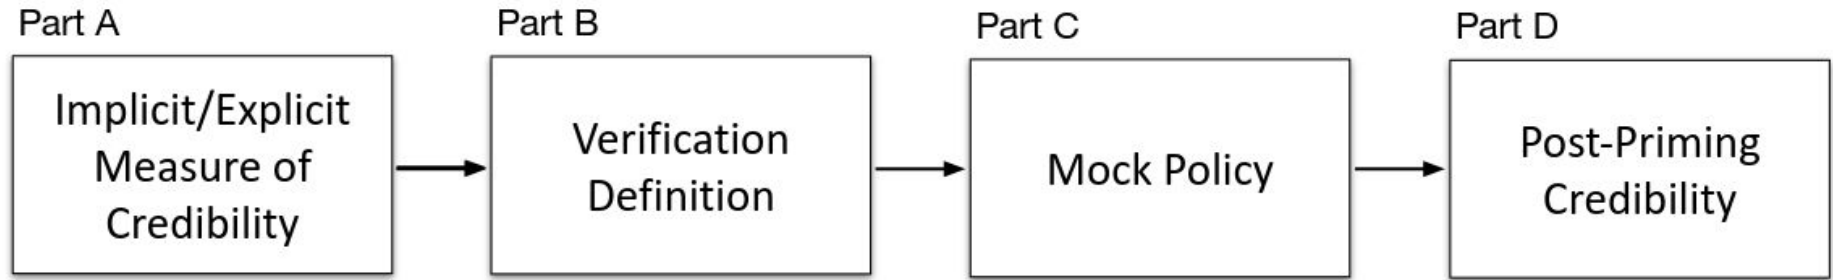 Part A
Implicit/Explicit
Measure of
Credibility
Part B
Verification
Definition
Part C
Mock Policy
Part D
Post-Priming
Credibility